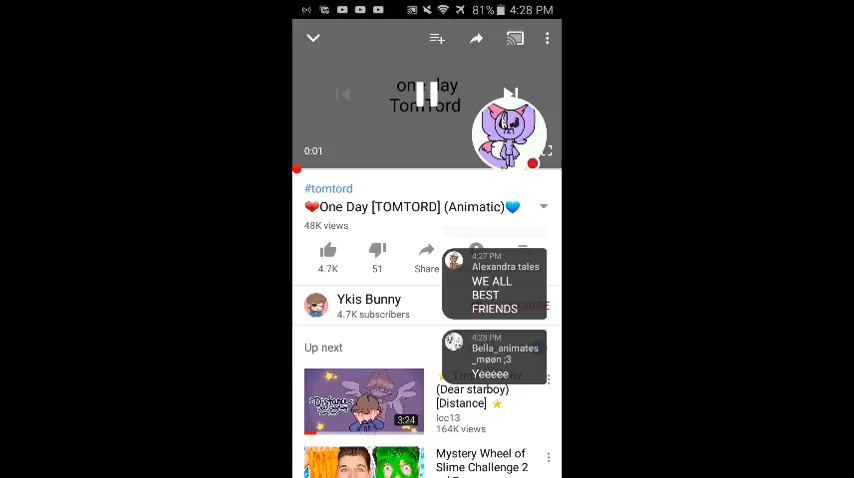 81% 4:28 PM
one day
TomTord
0:01
#tomtord
❤️One Day [TOMTORD] (Animatic)💙
48K views
4.7K
51
Share
4:27 PM
Alexandra tales
WE ALL
BEST
FRIENDS
Ykis Bunny
4.7K subscribers
4:28 PM
Bella_animates
_møøn ;3
Yeeeee
Up next
(Dear starboy)
[Distance] ⭐
lcc13
164K views
Distance
3:24
Mystery Wheel of
Slime Challenge 2